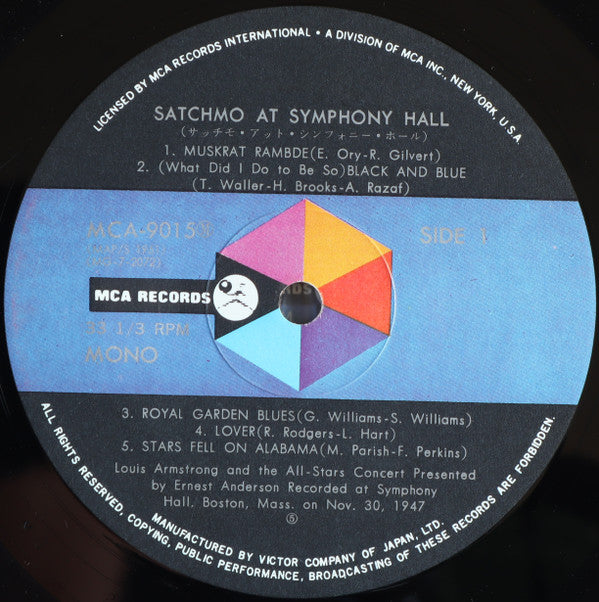 LICENSED BY MCA RECORDS INTERNATIONAL • A DIVISION OF MCA INC., NEW YORK, U.S.A.
SATCHMO AT SYMPHONY HALL
(サッチモ・アット・シンフォニー・ホール)
1. MUSKRAT RAMBDE(E. Ory-R. Gilvert)
2. (What Did I Do to Be So)BLACK AND BLUE
(T. Waller-H. Brooks-A. Razaf)
SIDE 1
MCA RECORDS
33 1/3 RPM
MONO
3. ROYAL GARDEN BLUES(G. Williams-S. Williams)
4. LOVER(R. Rodgers-L. Hart)
5. STARS FELL ON ALABAMA(M. Parish-F. Perkins)
Louis Armstrong and the All-Stars Concert Presented
by Ernest Anderson Recorded at Symphony
Hall, Boston, Mass. on Nov. 30, 1947
⑤
MANUFACTURED BY VICTOR COMPANY OF JAPAN, LTD.
ALL RIGHTS RESERVED, COPYING, PUBLIC PERFORMANCE, BROADCASTING OF THESE RECORDS ARE FORBIDDEN.